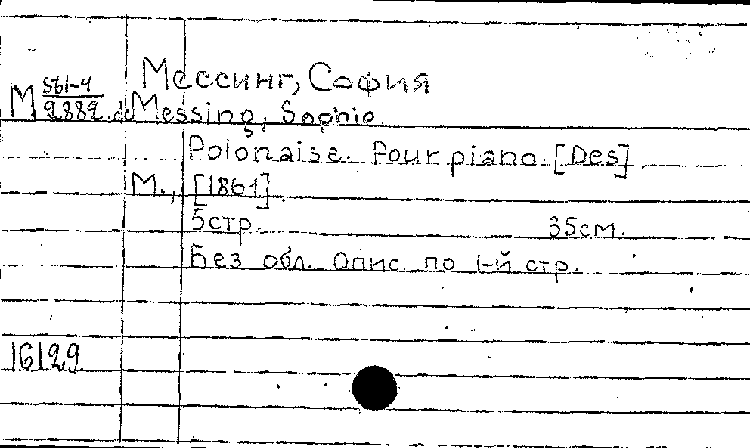 Мессинг, София
М 561-4/9889 de Messing, Sophie
Polonaise. Pour piano. [Des]
М., [1861]
5стр. 35см.
Без обл. Опис. по 1-й стр.
16129